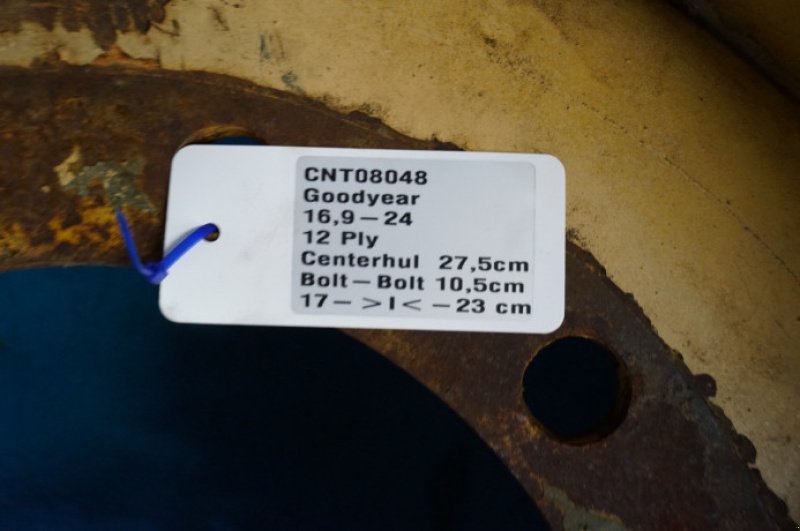 CNT08048
Goodyear
16,9-24
12 Ply
Centerhul 27,5cm
Bolt-Bolt 10,5cm
17- >I< -23 cm